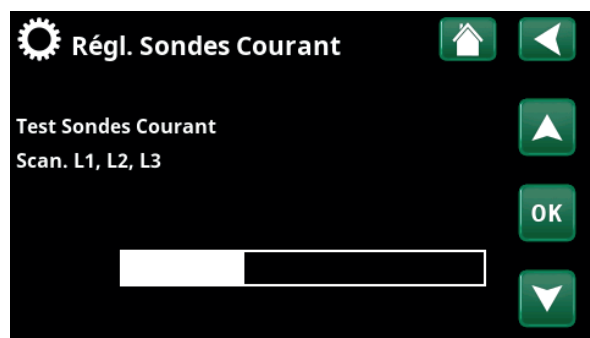 Régl. Sondes Courant
Test Sondes Courant
Scan. L1, L2, L3
OK